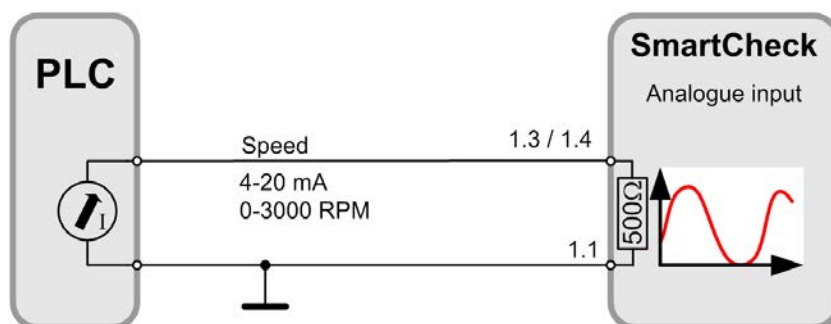 PLC
SmartCheck
Analogue input
Speed
1.3 / 1.4
4-20 mA
0-3000 RPM
I
500Ω
1.1